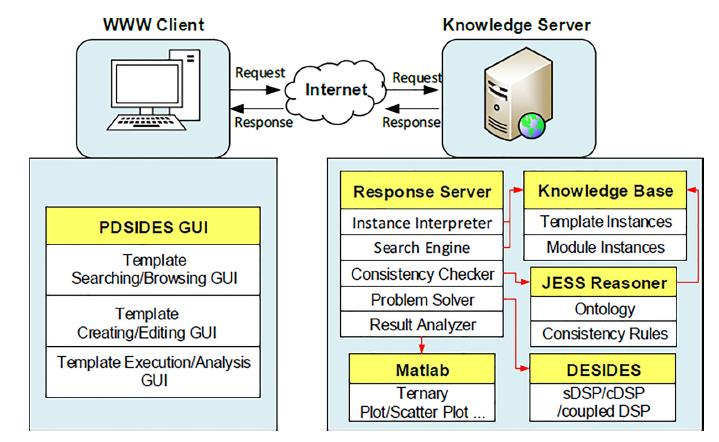 WWW Client
Knowledge Server
Request
Response
Internet
Request
Response
PDSIDES GUI
Template
Searching/Browsing GUI
Template
Creating/Editing GUI
Template Execution/Analysis
GUI
Response Server
Instance Interpreter
Search Engine
Consistency Checker
Problem Solver
Result Analyzer
Knowledge Base
Template Instances
Module Instances
JESS Reasoner
Ontology
Consistency Rules
Matlab
Ternary
Plot/Scatter Plot ...
DESIDES
sDSP/cDSP
/coupled DSP